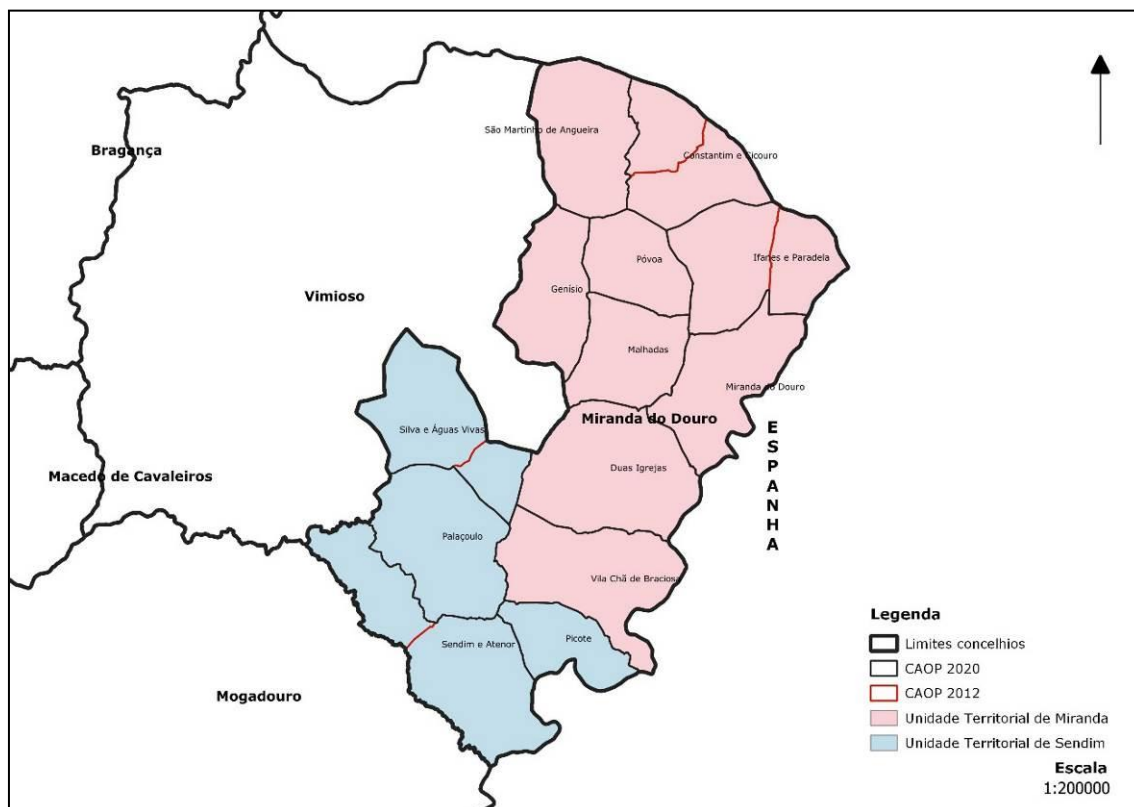 São Martinho de Angueira
Bragança
Constantim e Cicouro
Póvoa
Ifanes e Paradela
Genísio
Vimioso
Malhadas
Miranda do Douro
Miranda do Douro
Silva e Águas Vivas
ESPANHA
Duas Igrejas
Macedo de Cavaleiros
Palaçoulo
Vila Chã de Braciosa
Picote
Sendim e Atenor
Mogadouro
Legenda
Limites concelhios
CAOP 2020
CAOP 2012
Unidade Territorial de Miranda
Unidade Territorial de Sendim
Escala
1:200000